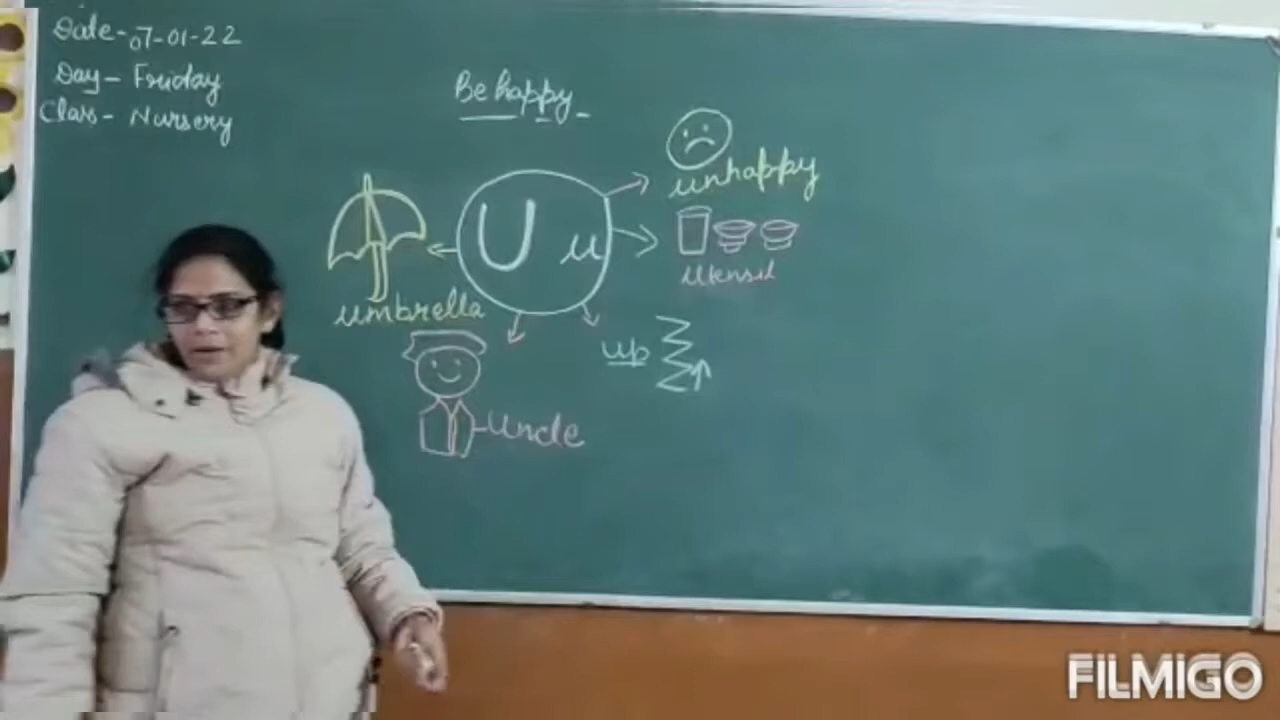 Date-07-01-22
Day- Friday
Class- Nursery
Be happy
U u
unhappy
utensil
umbrella
up
uncle
FILMIGO